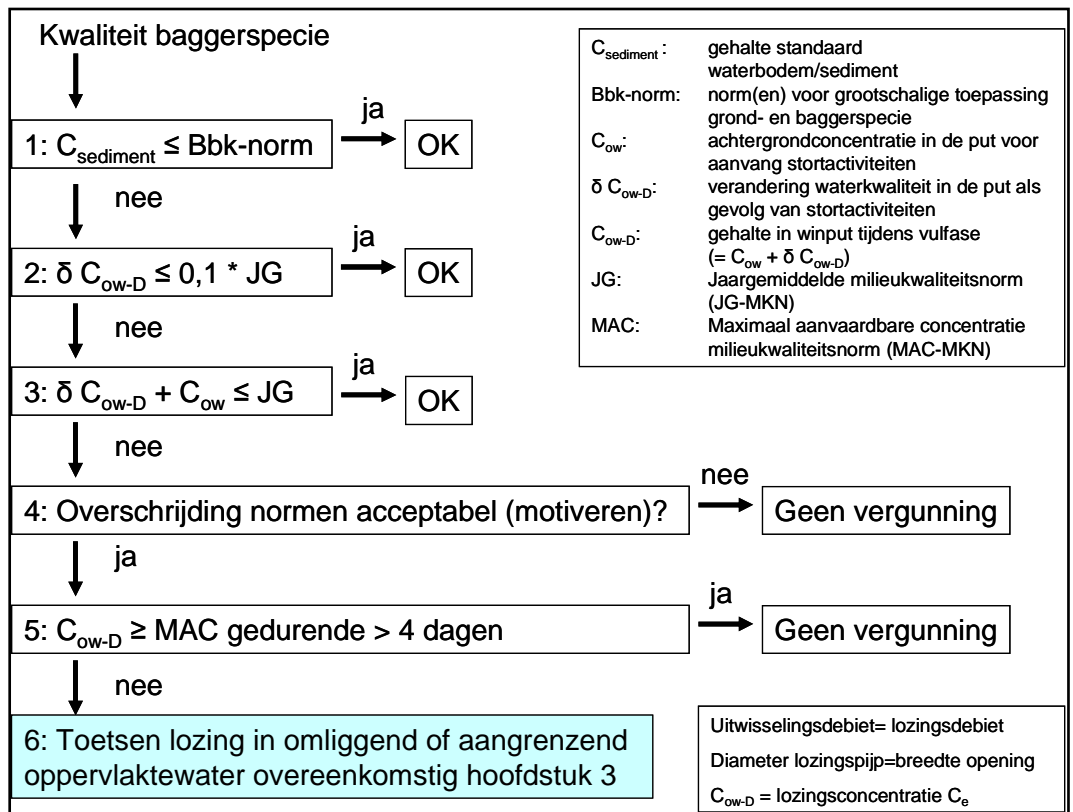 Kwaliteit baggerspecie
1: Csediment ≤ Bbk-norm
ja
OK
nee
2: δ Cow-D ≤ 0,1 * JG
ja
OK
nee
3: δ Cow-D + Cow ≤ JG
ja
OK
nee
4: Overschrijding normen acceptabel (motiveren)?
nee
Geen vergunning
ja
5: Cow-D ≥ MAC gedurende > 4 dagen
ja
Geen vergunning
nee
6: Toetsen lozing in omliggend of aangrenzend
oppervlaktewater overeenkomstig hoofdstuk 3
Csediment : gehalte standaard
waterbodem/sediment
Bbk-norm: norm(en) voor grootschalige toepassing
grond- en baggerspecie
Cow: achtergrondconcentratie in de put voor
aanvang stortactiviteiten
δ Cow-D: verandering waterkwaliteit in de put als
gevolg van stortactiviteiten
Cow-D: gehalte in winput tijdens vulfase
(= Cow + δ Cow-D)
JG: Jaargemiddelde milieukwaliteitsnorm
(JG-MKN)
MAC: Maximaal aanvaardbare concentratie
milieukwaliteitsnorm (MAC-MKN)
Uitwisselingsdebiet= lozingsdebiet
Diameter lozingspijp=breedte opening
Cow-D = lozingsconcentratie Ce